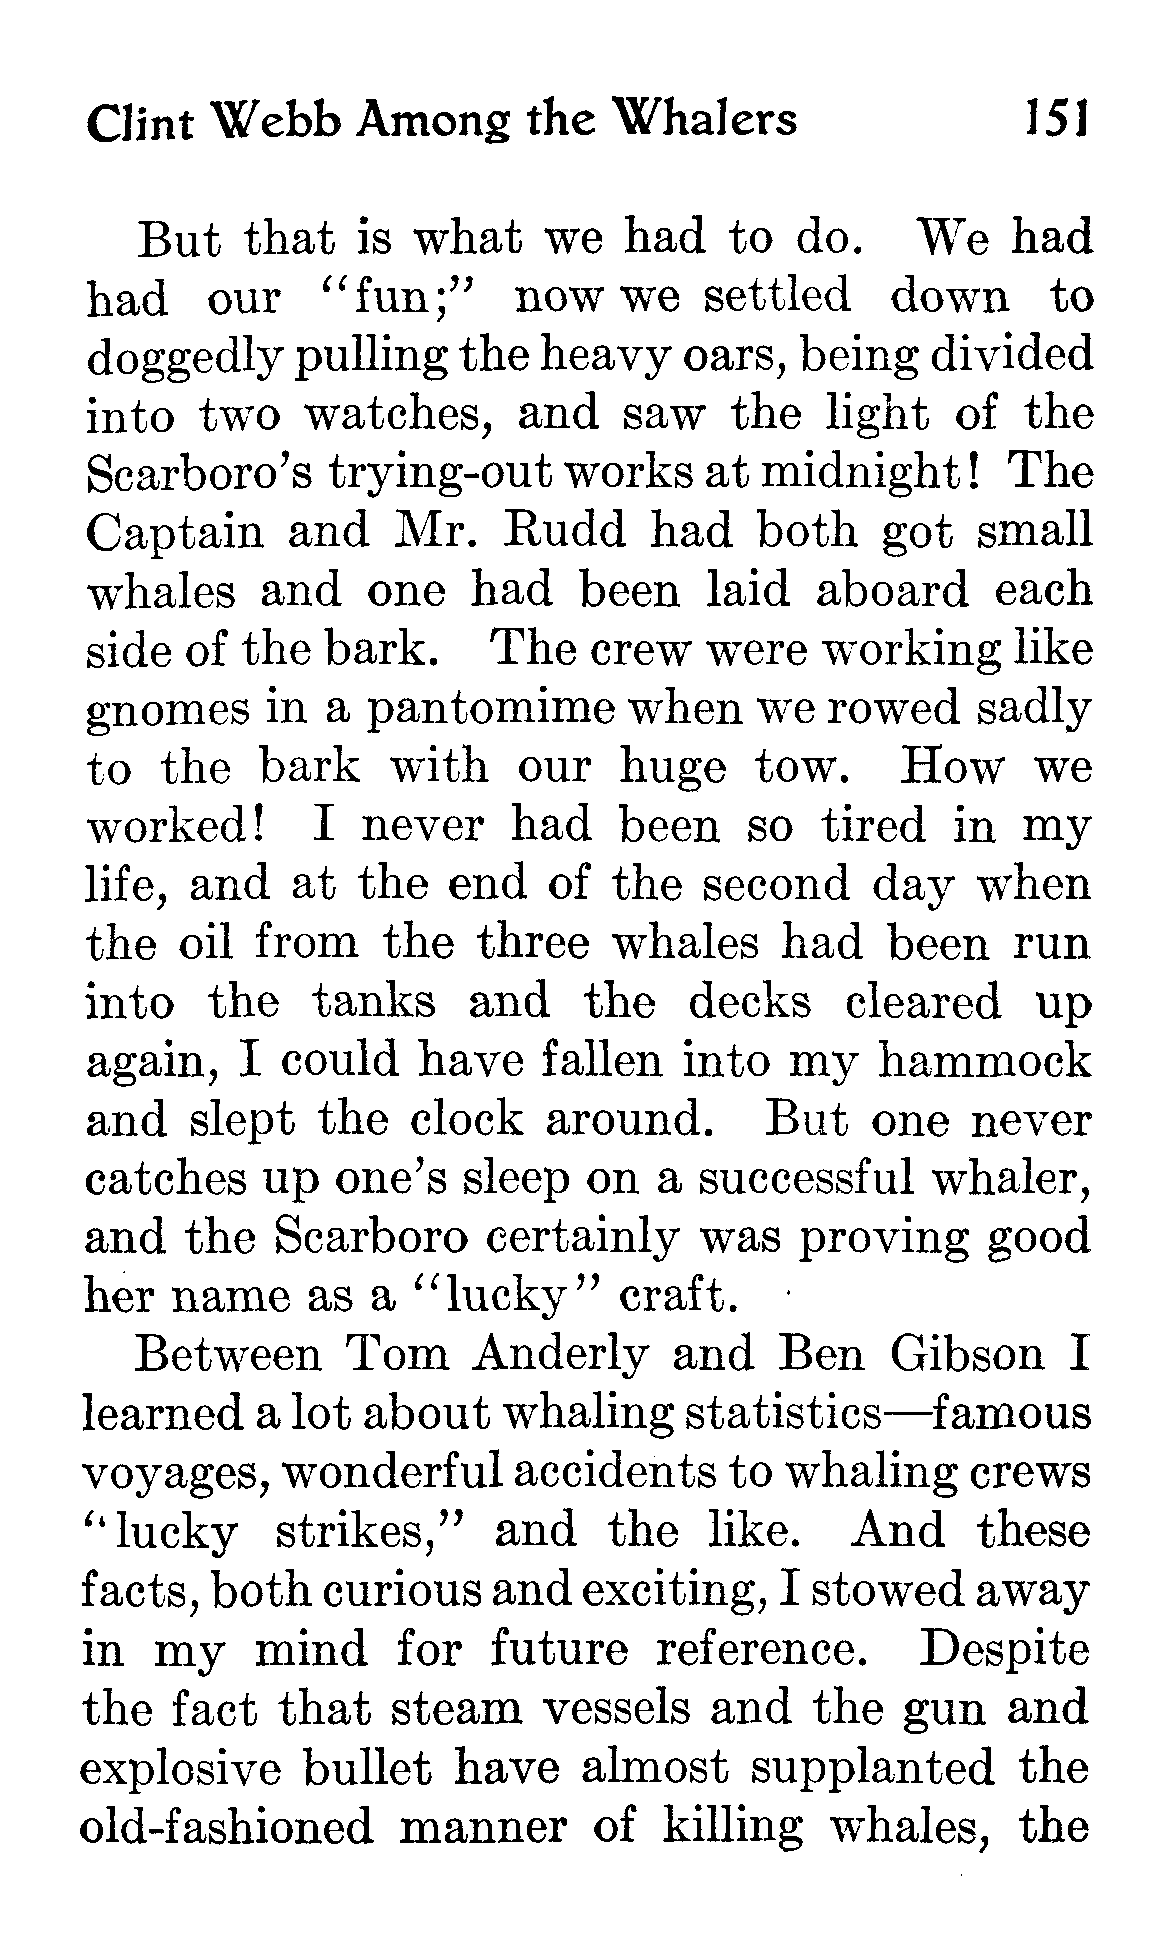 Clint Webb Among the Whalers 151
But that is what we had to do. We had
had our "fun;" now we settled down to
doggedly pulling the heavy oars, being divided
into two watches, and saw the light of the
Scarboro's trying-out works at midnight! The
Captain and Mr. Rudd had both got small
whales and one had been laid aboard each
side of the bark. The crew were working like
gnomes in a pantomime when we rowed sadly
to the bark with our huge tow. How we
worked! I never had been so tired in my
life, and at the end of the second day when
the oil from the three whales had been run
into the tanks and the decks cleared up
again, I could have fallen into my hammock
and slept the clock around. But one never
catches up one's sleep on a successful whaler,
and the Scarboro certainly was proving good
her name as a "lucky" craft.
Between Tom Anderly and Ben Gibson I
learned a lot about whaling statistics—famous
voyages, wonderful accidents to whaling crews
"lucky strikes," and the like. And these
facts, both curious and exciting, I stowed away
in my mind for future reference. Despite
the fact that steam vessels and the gun and
explosive bullet have almost supplanted the
old-fashioned manner of killing whales, the